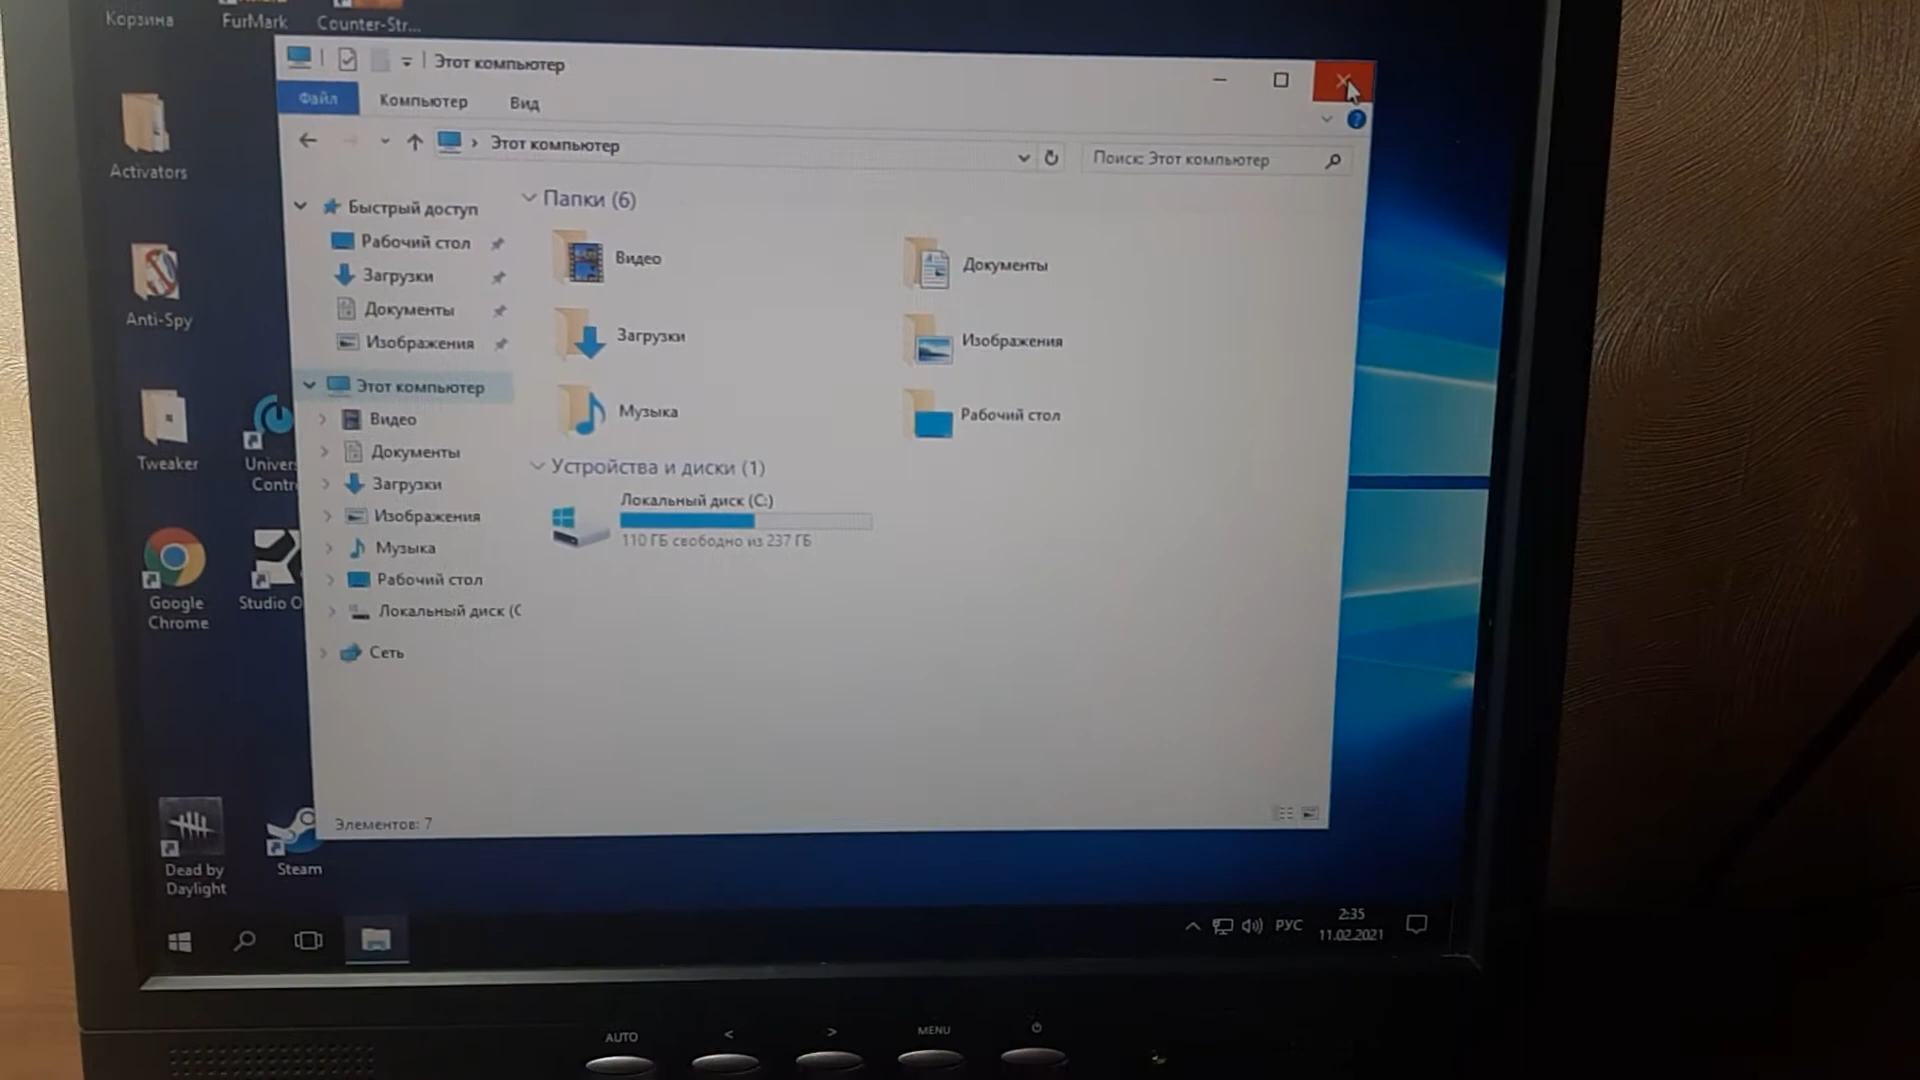 Корзина
FurMark
Counter-Str...
Этот компьютер
Файл
Компьютер
Вид
Этот компьютер
Поиск: Этот компьютер
Activators
Anti-Spy
Tweaker
Univer
Contr
Google
Chrome
Studio O
Dead by
Daylight
Steam
Быстрый доступ
Рабочий стол
Загрузки
Документы
Изображения
Этот компьютер
Видео
Документы
Загрузки
Изображения
Музыка
Рабочий стол
Локальный диск (C
Сеть
Папки (6)
Видео
Документы
Загрузки
Изображения
Музыка
Рабочий стол
Устройства и диски (1)
Локальный диск (C:)
110 ГБ свободно из 237 ГБ
Элементов: 7
РУС
2:35
11.02.2021
AUTO
<
>
MENU